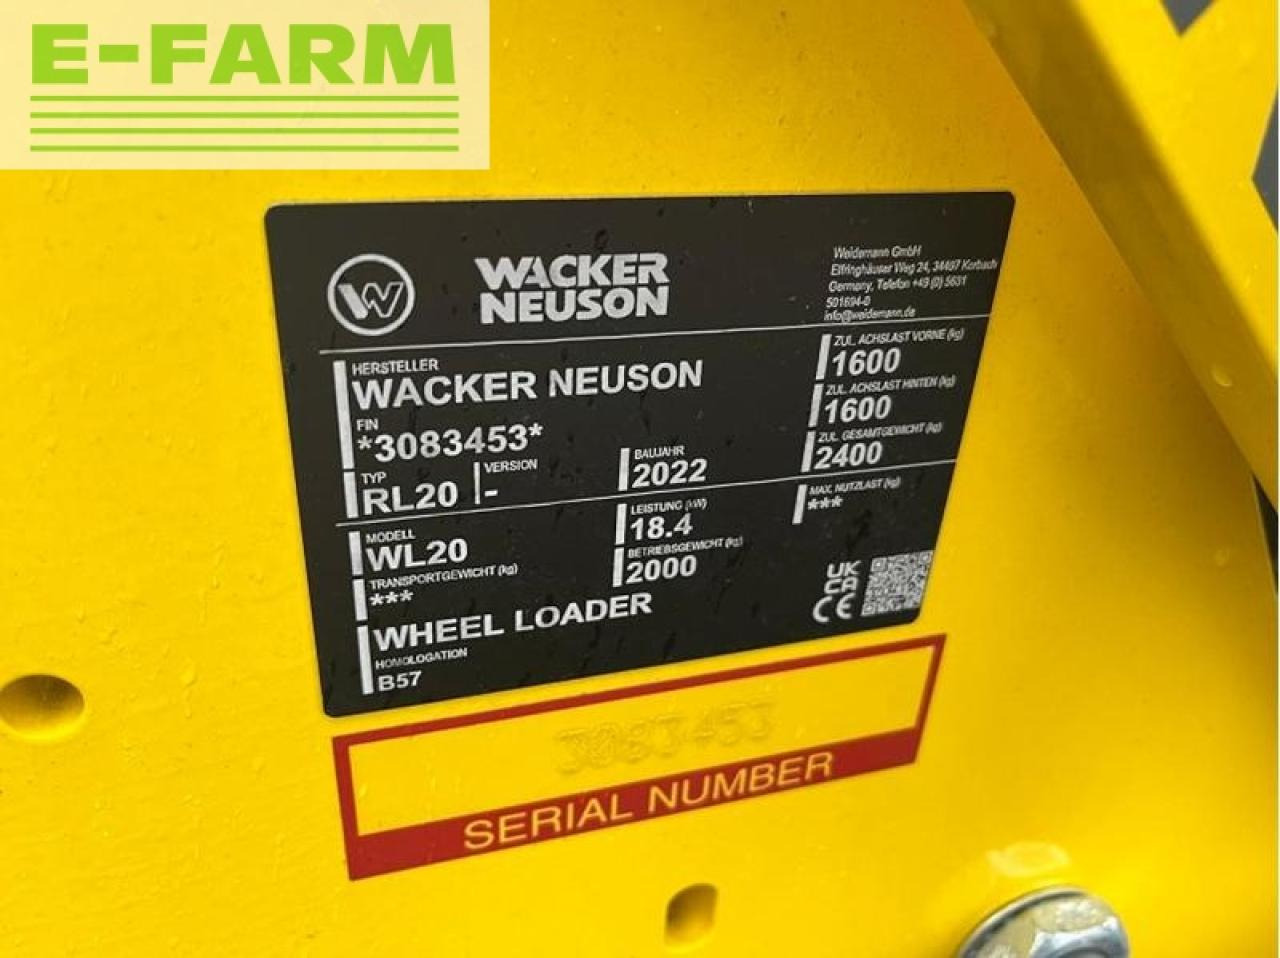 E-FARM
W
WACKER
NEUSON
Weidemann GmbH
Elfringhäuser Weg 24, 34497 Korbach
Germany, Telefon +49 (0) 5631
501694-0
info@weidemann.de
HERSTELLER
WACKER NEUSON
FIN
*3083453*
TYP
RL20
VERSION
-
BAUJAHR
2022
ZUL. ACHSLAST VORNE (kg)
1600
ZUL. ACHSLAST HINTEN (kg)
1600
ZUL. GESAMTGEWICHT (kg)
2400
MODELL
WL20
LEISTUNG (kW)
18.4
MAX. NUTZLAST (kg)
***
TRANSPORTGEWICHT (kg)
***
BETRIEBSGEWICHT (kg)
2000
WHEEL LOADER
HOMOLOGATION
B57
UK
CA
CE
3083453
SERIAL NUMBER